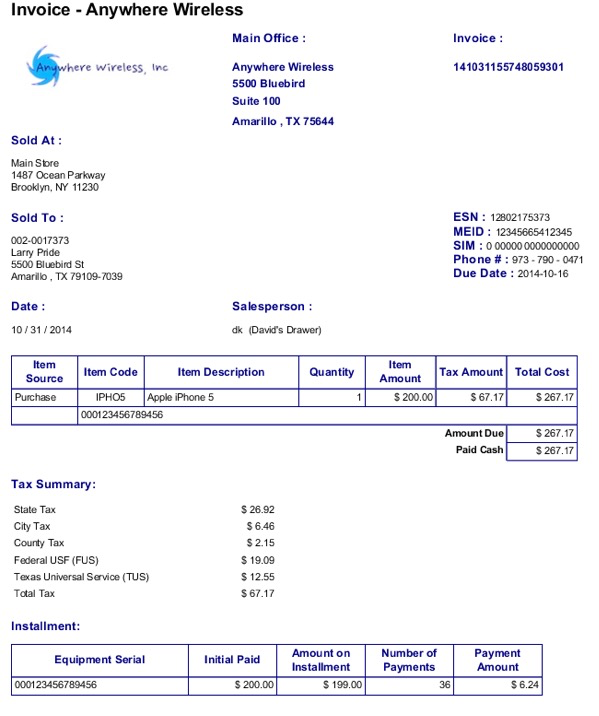 Invoice - Anywhere Wireless
Main Office :
Invoice :
Anywhere Wireless, Inc
Anywhere Wireless
141031155748059301
5500 Bluebird
Suite 100
Amarillo , TX 75644
Sold At :
Main Store
1487 Ocean Parkway
Brooklyn, NY 11230
Sold To :
002-0017373
Larry Pride
5500 Bluebird St
Amarillo , TX 79109-7039
ESN : 12802175373
MEID : 12345665412345
SIM : 0 00000 0000000000
Phone # : 973 - 790 - 0471
Due Date : 2014-10-16
Date :
Salesperson :
10 / 31 / 2014
dk (David's Drawer)
Item Source Item Code Item Description Quantity Item Amount Tax Amount Total Cost
Purchase IPHO5 Apple iPhone 5 1 $ 200.00 $ 67.17 $ 267.17
000123456789456
Amount Due $ 267.17
Paid Cash $ 267.17
Tax Summary:
State Tax $ 26.92
City Tax $ 6.46
County Tax $ 2.15
Federal USF (FUS) $ 19.09
Texas Universal Service (TUS) $ 12.55
Total Tax $ 67.17
Installment:
Equipment Serial Initial Paid Amount on Installment Number of Payments Payment Amount
000123456789456 $ 200.00 $ 199.00 36 $ 6.24